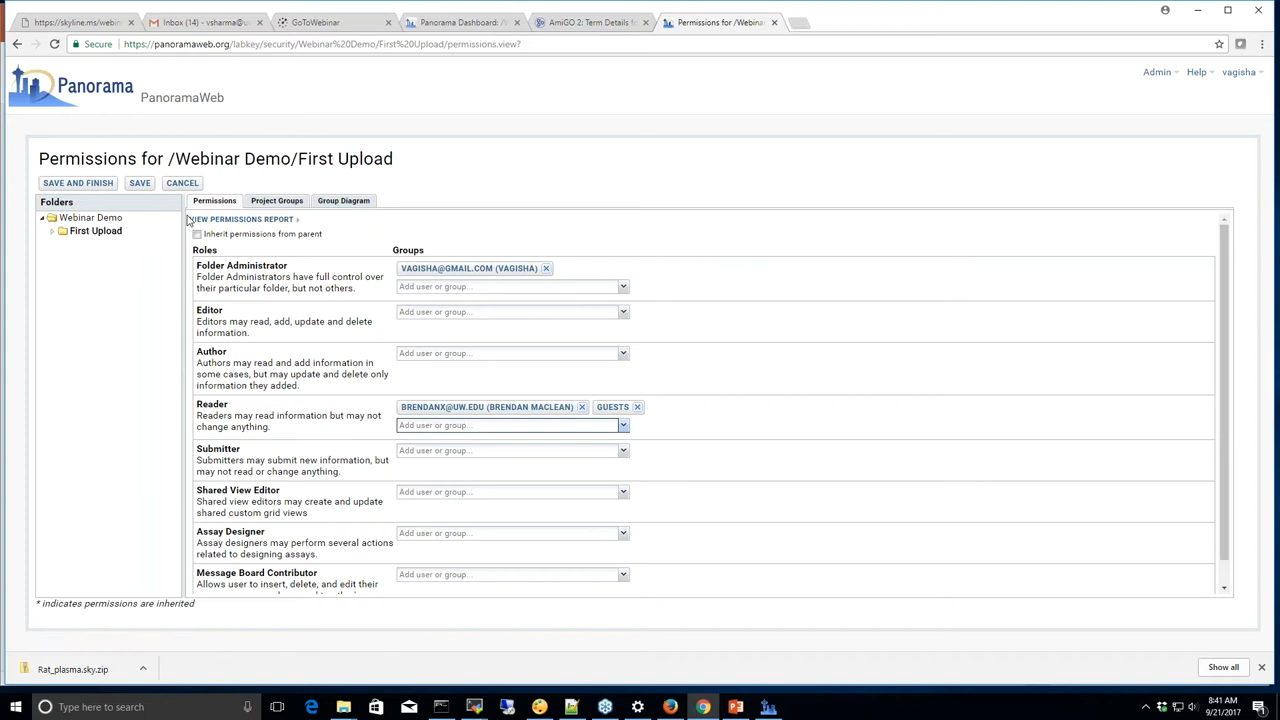 https://skyline.ms/webin
Inbox (14) - vsharma@uw
GoToWebinar
Panorama Dashboard: /W
AmiGO 2: Term Details fo
Permissions for /Webinar
Secure
https://panoramaweb.org/labkey/security/Webinar%20Demo/First%20Upload/permissions.view?
Panorama
PanoramaWeb
Admin
Help
vagisha
Permissions for /Webinar Demo/First Upload
SAVE AND FINISH
SAVE
CANCEL
Folders
Webinar Demo
First Upload
Permissions
Project Groups
Group Diagram
VIEW PERMISSIONS REPORT
Inherit permissions from parent
Roles
Groups
Folder Administrator
Folder Administrators have full control over
their particular folder, but not others.
VAGISHA@GMAIL.COM (VAGISHA)
Add user or group...
Editor
Editors may read, add, update and delete
information.
Add user or group...
Author
Authors may read and add information in
some cases, but may update and delete only
information they added.
Add user or group...
Reader
Readers may read information but may not
change anything.
BRENDANX@UW.EDU (BRENDAN MACLEAN)
GUESTS
Add user or group...
Submitter
Submitters may submit new information, but
may not read or change anything.
Add user or group...
Shared View Editor
Shared view editors may create and update
shared custom grid views
Add user or group...
Assay Designer
Assay designers may perform several actions
related to designing assays.
Add user or group...
Message Board Contributor
Allows user to insert, delete, and edit their
Add user or group...
* indicates permissions are inherited
Rat_plasma.sky.zip
Show all
Type here to search
8:41 AM
9/21/2017